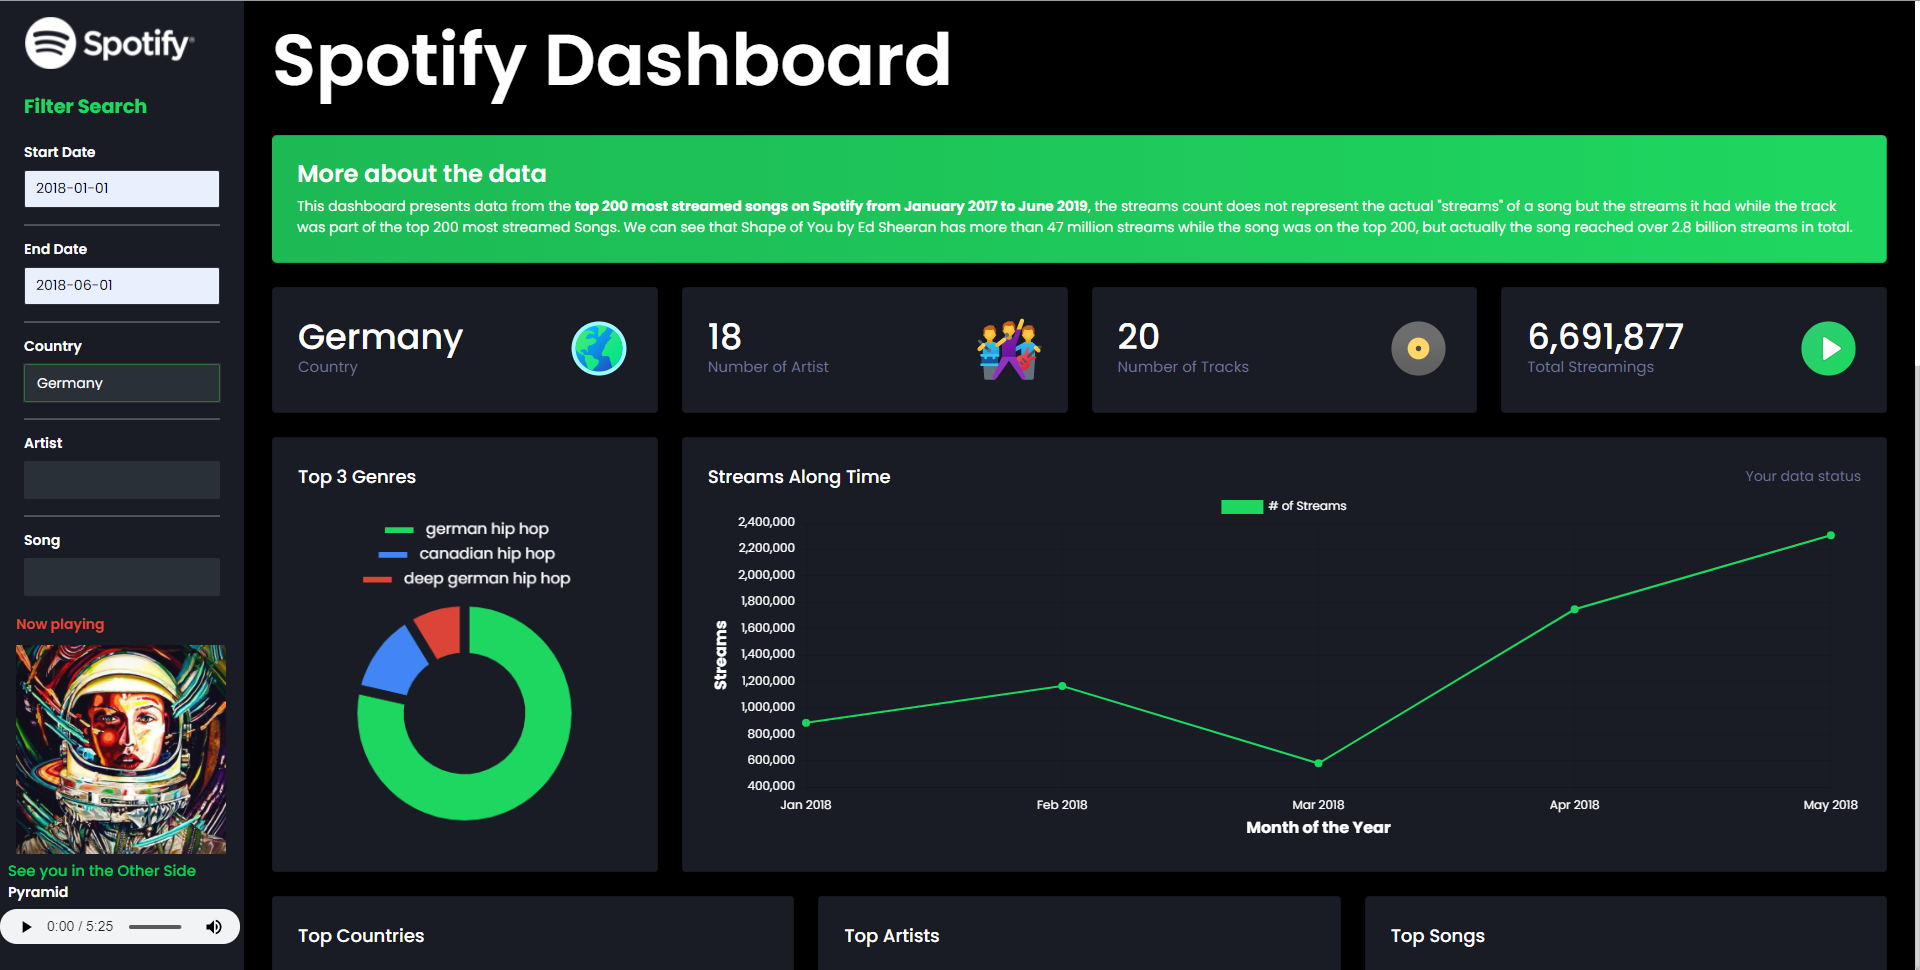 Spotify®
Filter Search
Start Date
2018-01-01
End Date
2018-06-01
Country
Germany
Artist
Song
Now playing
See you in the Other Side
Pyramid
0:00 / 5:25
Spotify Dashboard
More about the data
This dashboard presents data from the top 200 most streamed songs on Spotify from January 2017 to June 2019, the streams count does not represent the actual "streams" of a song but the streams it had while the track
was part of the top 200 most streamed Songs. We can see that Shape of You by Ed Sheeran has more than 47 million streams while the song was on the top 200, but actually the song reached over 2.8 billion streams in total.
Germany
Country
18
Number of Artist
20
Number of Tracks
6,691,877
Total Streamings
Top 3 Genres
german hip hop
canadian hip hop
deep german hip hop
Streams Along Time
Your data status
# of Streams
2,400,000
2,200,000
2,000,000
1,800,000
1,600,000
1,400,000
1,200,000
1,000,000
800,000
600,000
400,000
Streams
Jan 2018
Feb 2018
Mar 2018
Apr 2018
May 2018
Month of the Year
Top Countries
Top Artists
Top Songs